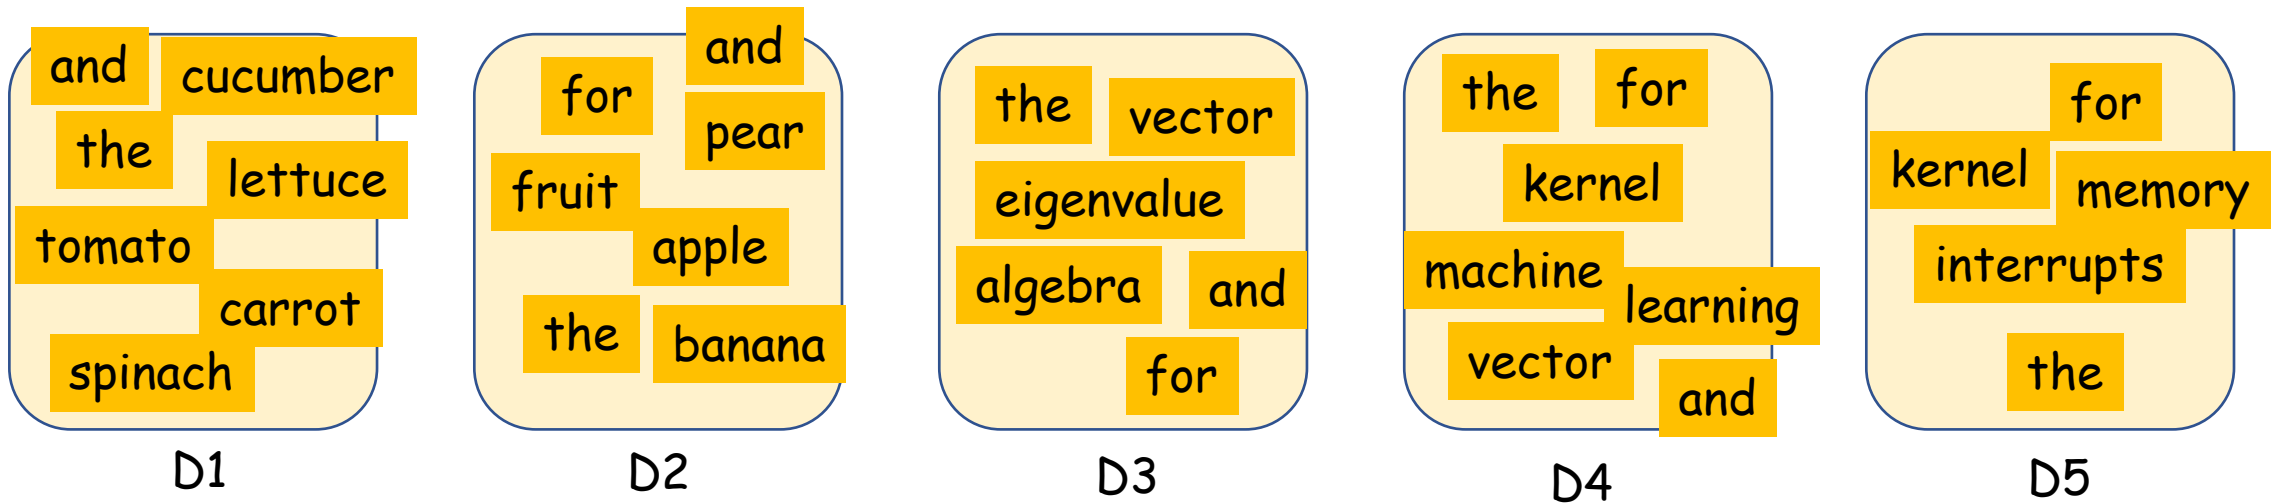 and
cucumber
the
lettuce
tomato
carrot
spinach
D1
and
for
pear
fruit
apple
the
banana
D2
the
vector
eigenvalue
algebra
and
for
D3
the
for
kernel
machine
learning
vector
and
D4
for
kernel
memory
interrupts
the
D5